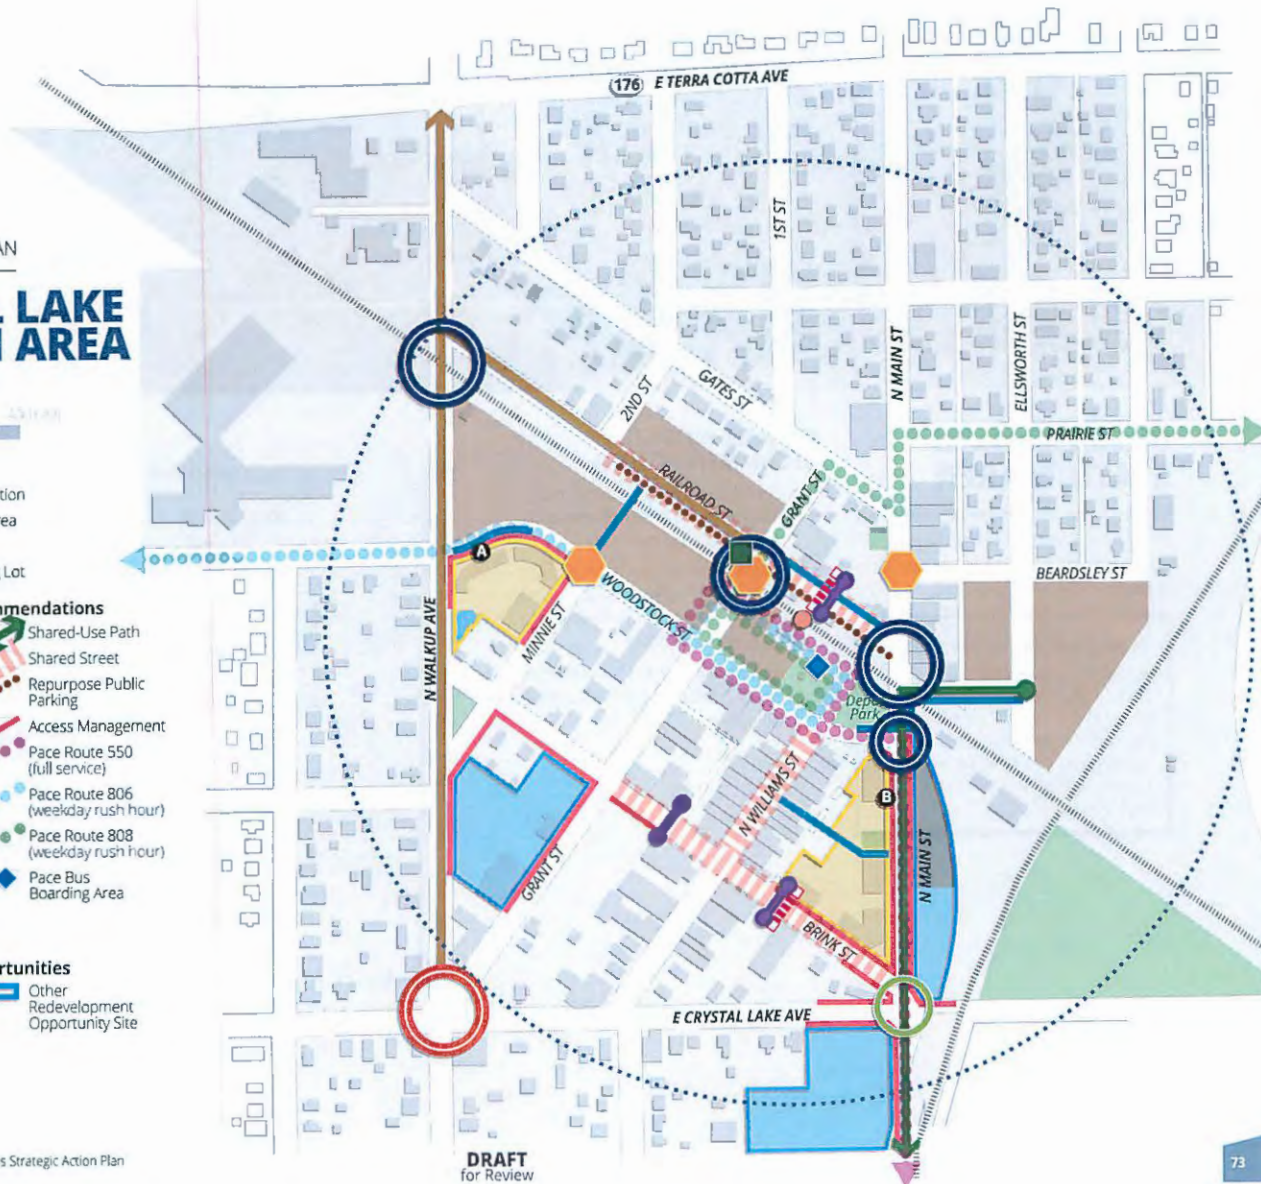 176 E TERRA COTTA AVE
AN
L LAKE
AREA
1ST ST
N MAIN ST
ELLSWORTH ST
2ND ST
GATES ST
PRAIRIE ST
RAILROAD ST
GRANT ST
tion
rea
g Lot
A
BEARDSLEY ST
WOODSTOCK ST
MINNIE ST
N WALKUP AVE
mmendations
Shared-Use Path
Shared Street
Repurpose Public
Parking
Access Management
Pace Route 550
(full service)
Pace Route 806
(weekday rush hour)
Pace Route 808
(weekday rush hour)
Pace Bus
Boarding Area
Park
N WILLIAMS ST
B
N MAIN ST
GRANT ST
BRINK ST
rtunities
Other
Redevelopment
Opportunity Site
E CRYSTAL LAKE AVE
s Strategic Action Plan
DRAFT
for Review
73